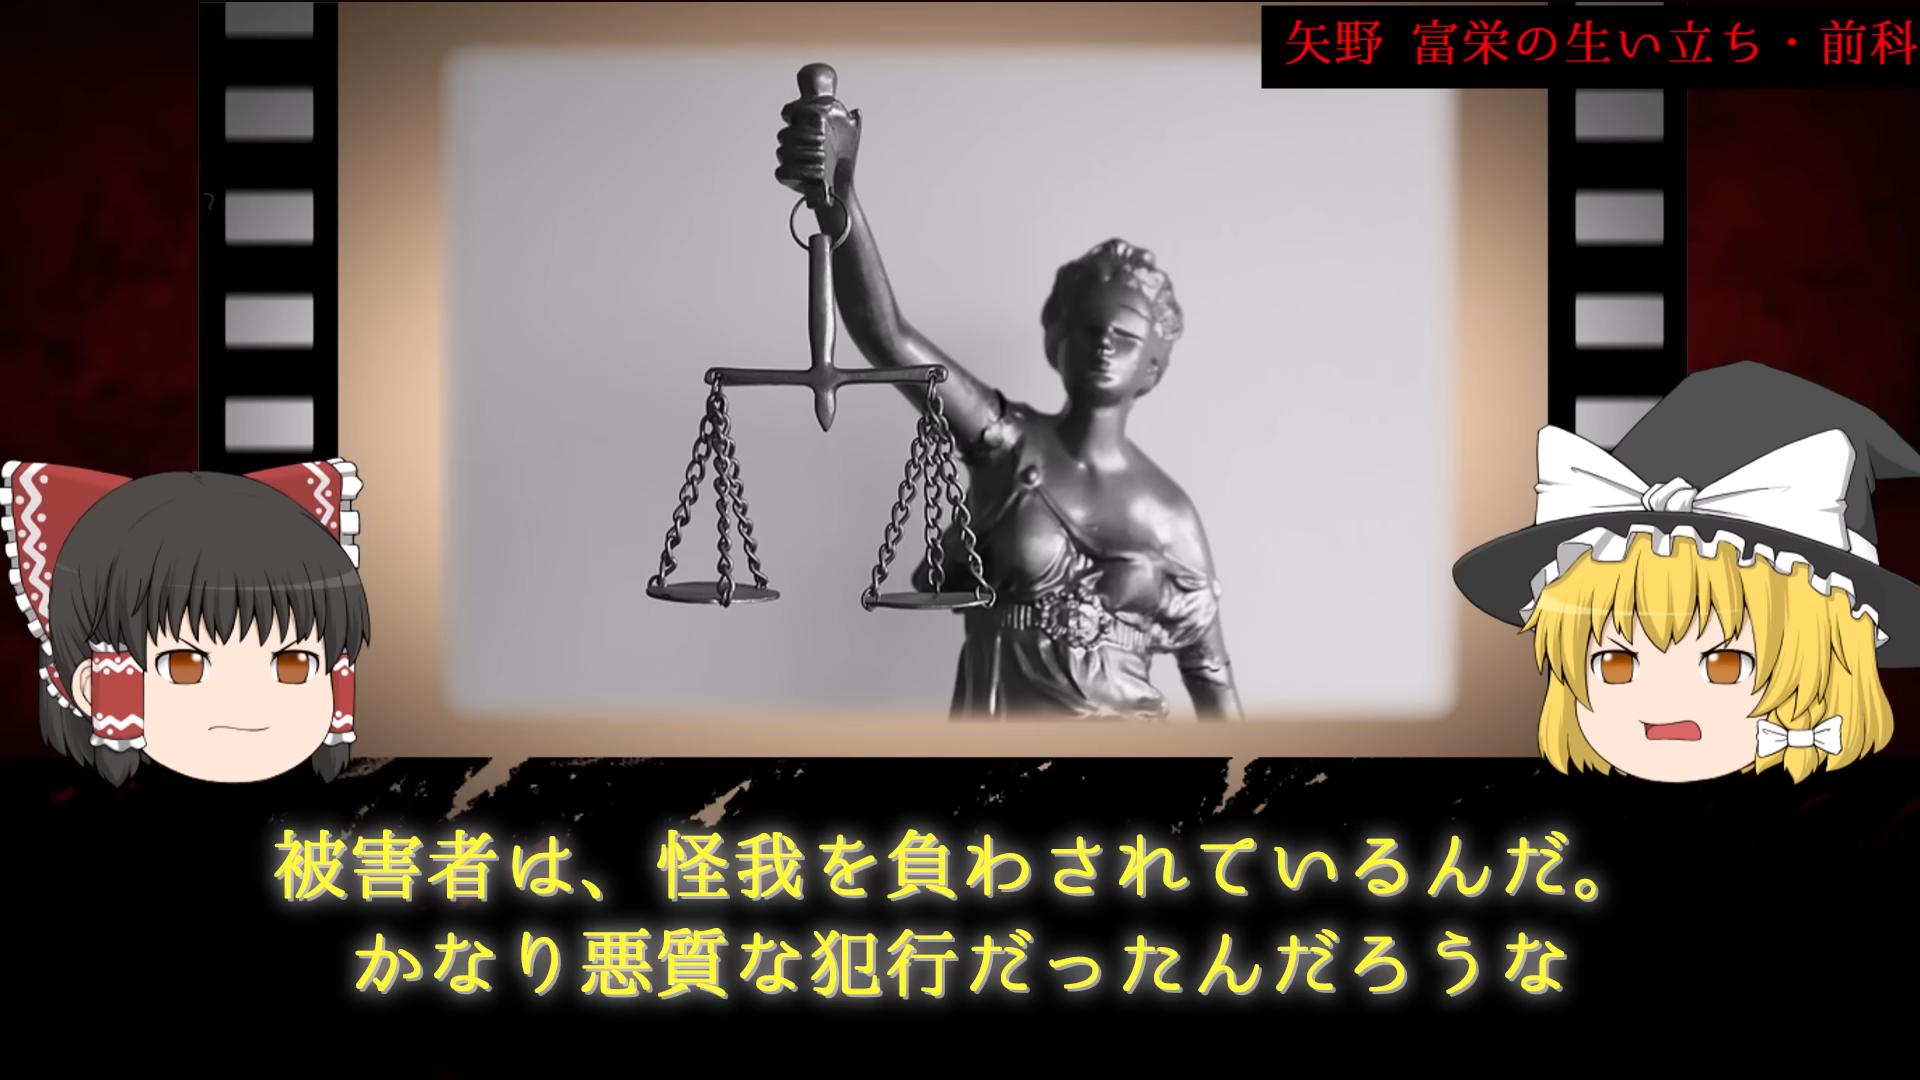 矢野 富栄の生い立ち・前科
被害者は、怪我を負わされているんだ。
かなり悪質な犯行だったんだろうな